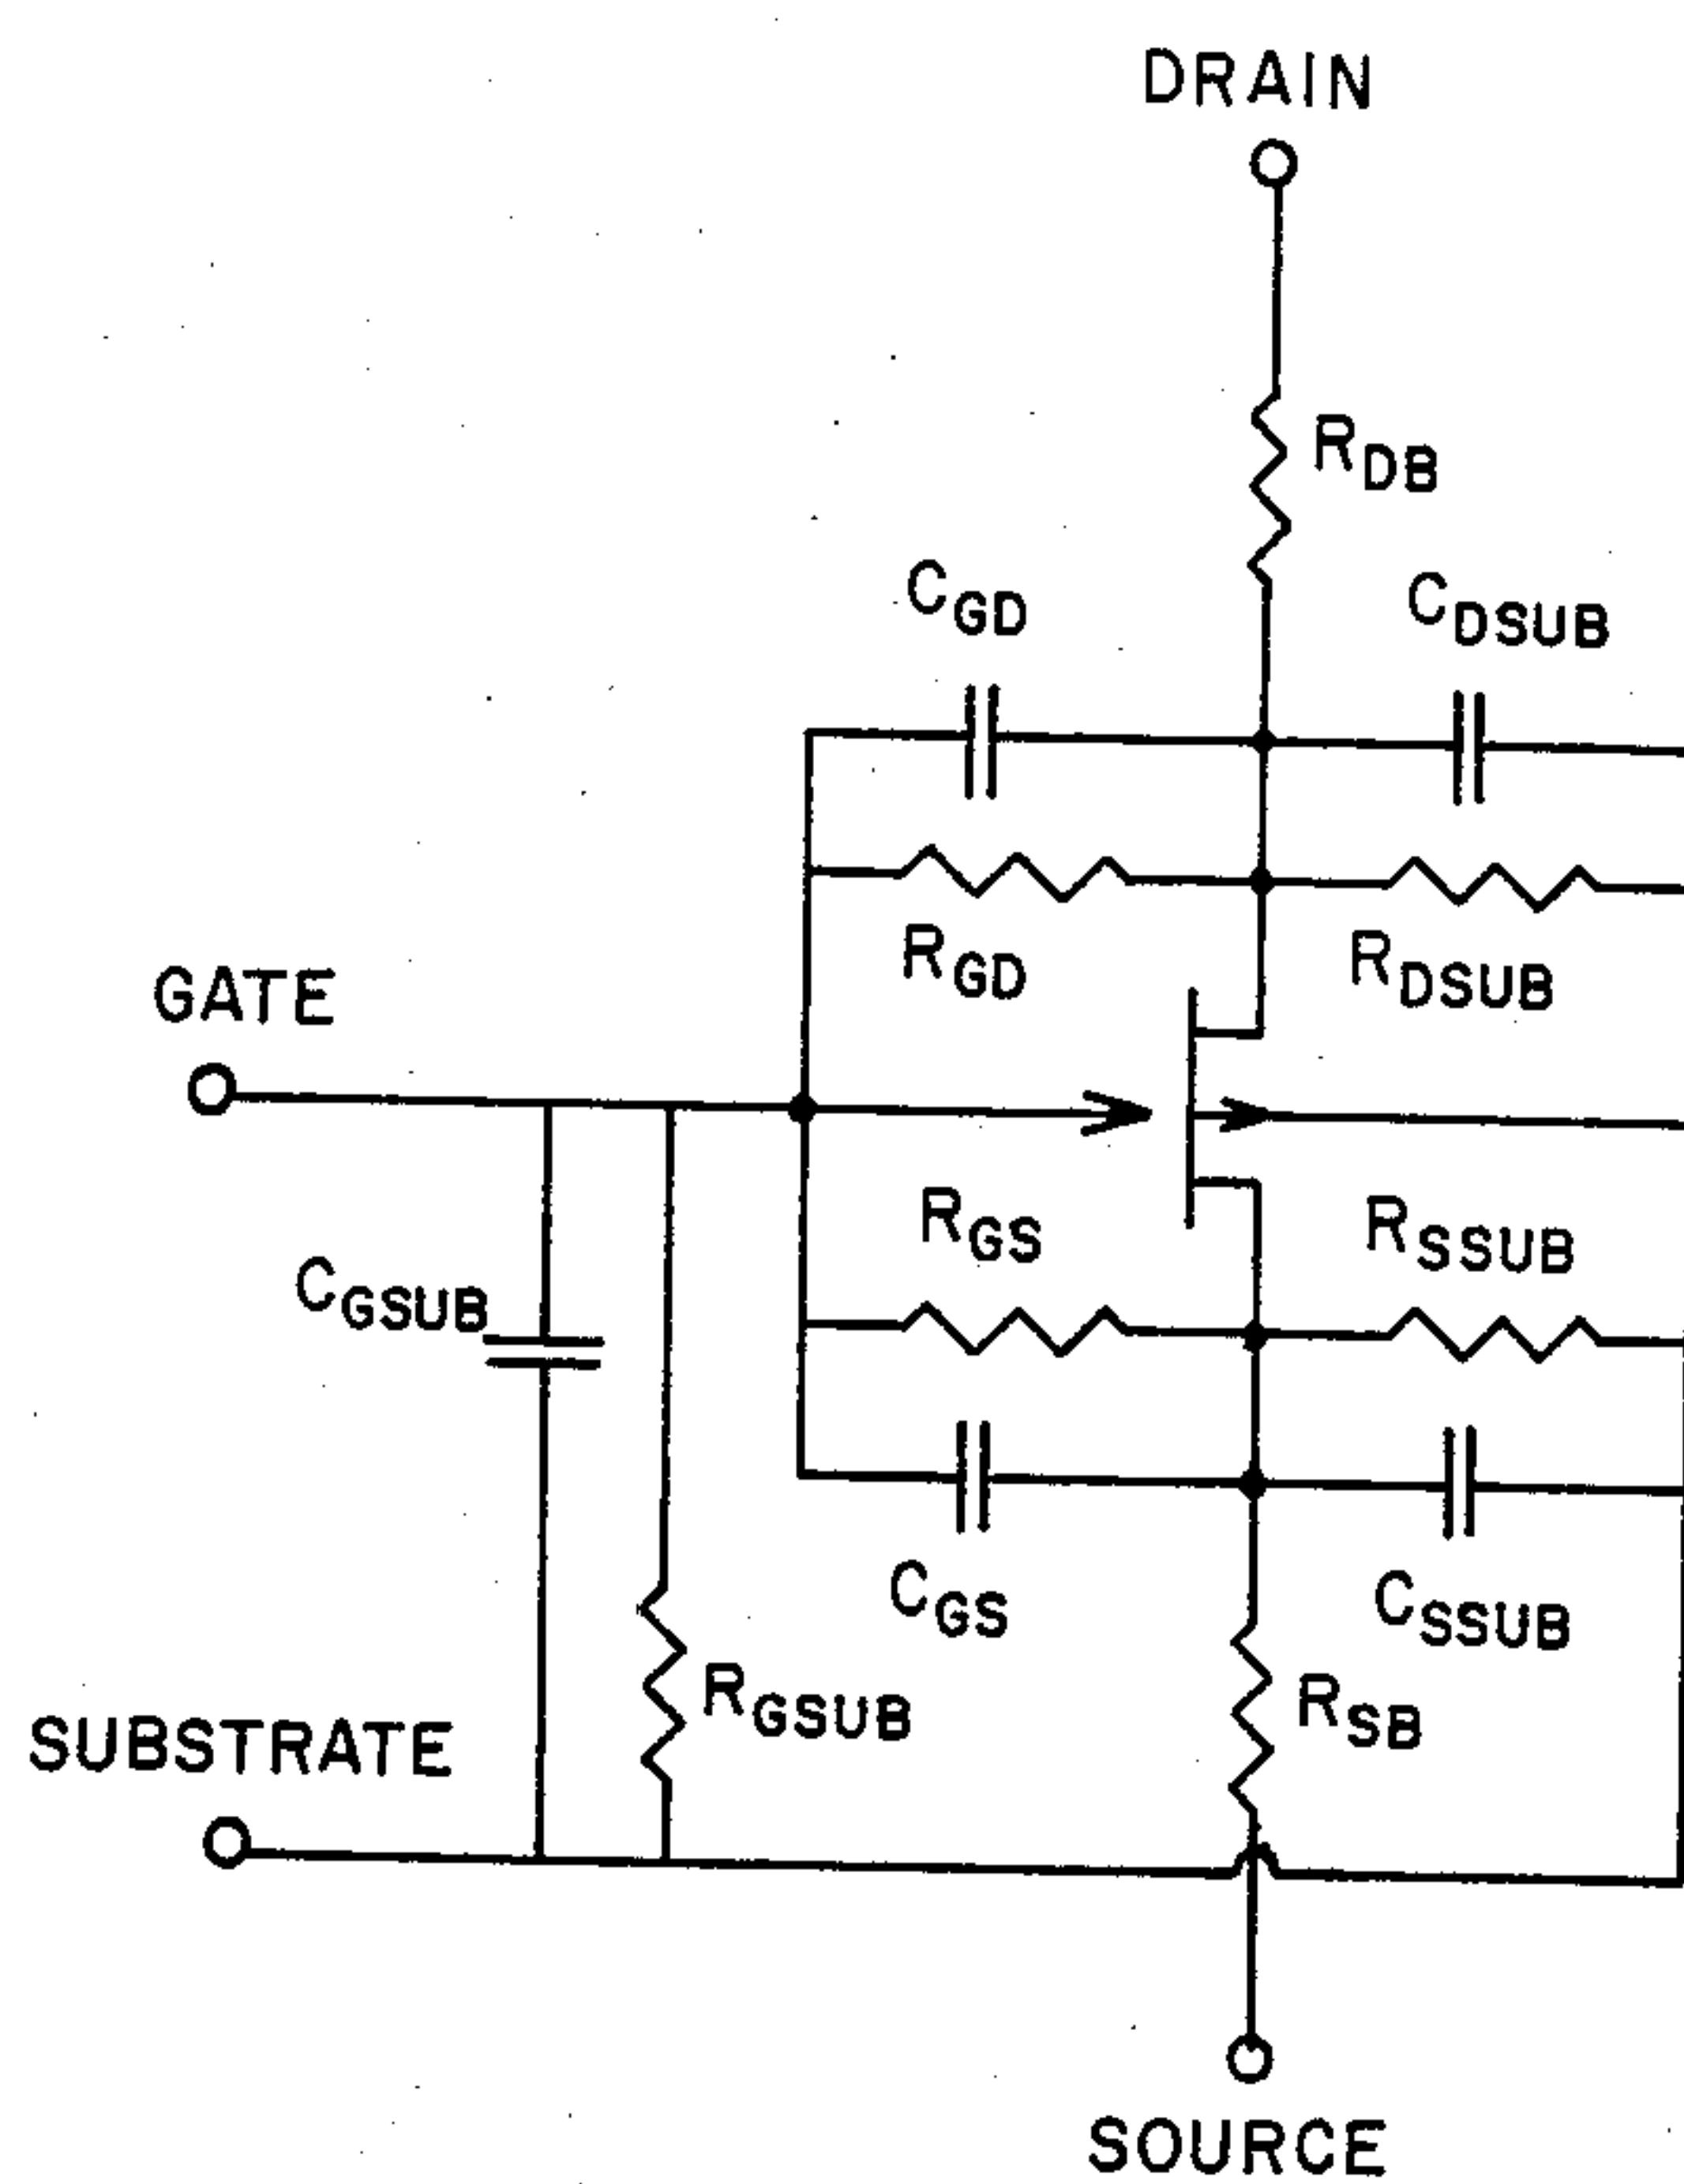 DRAIN
RDB
CGD
CDSUB
RGD
RDSUB
GATE
RGS
RSSUB
CGSUB
CGS
CSSUB
RGSUB
RSB
SUBSTRATE
SOURCE